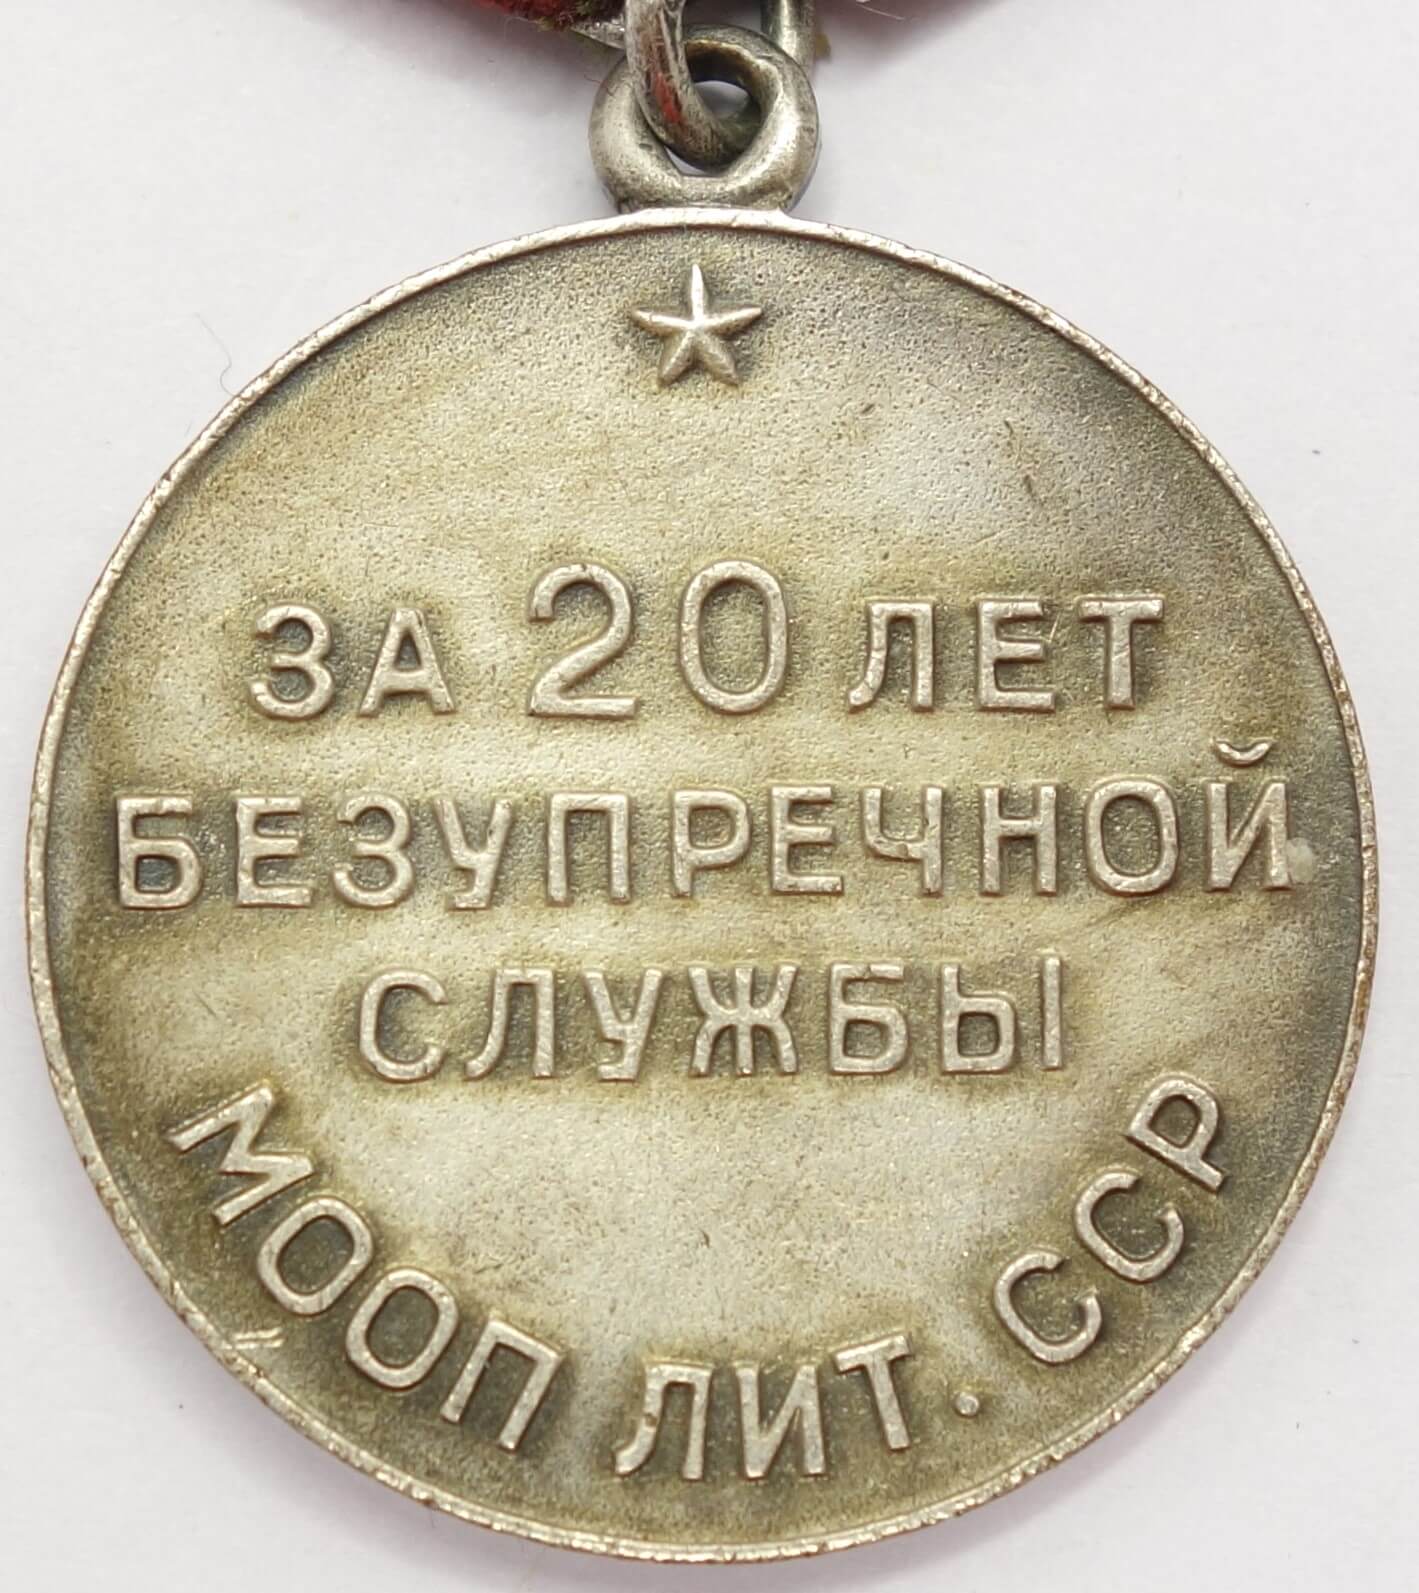 ЗА 20 ЛЕТ
БЕЗУПРЕЧНОЙ
СЛУЖБЫ
МООП ЛИТ. ССР